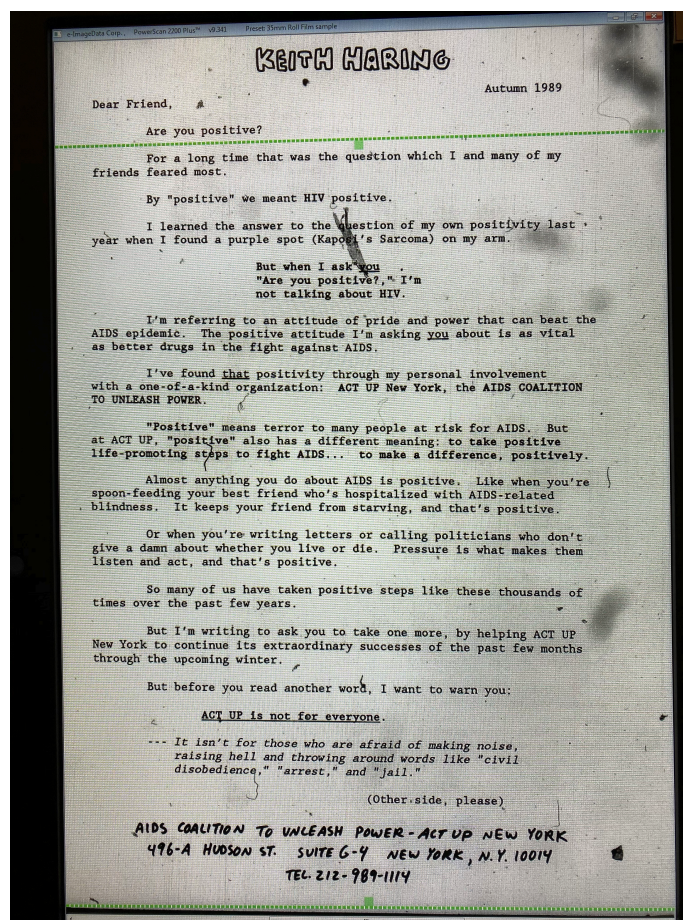 e-ImageData Corp., PowerScan 2200 Plus™ v9.341 Preset: 35mm Roll Film sample
KEITH HARING
Autumn 1989
Dear Friend,
Are you positive?
For a long time that was the question which I and many of my
friends feared most.
By "positive" we meant HIV positive.
I learned the answer to the question of my own positivity last
year when I found a purple spot (Kaposi's Sarcoma) on my arm.
But when I ask you
"Are you positive?," I'm
not talking about HIV.
I'm referring to an attitude of pride and power that can beat the
AIDS epidemic. The positive attitude I'm asking you about is as vital
as better drugs in the fight against AIDS.
I've found that positivity through my personal involvement
with a one-of-a-kind organization: ACT UP New York, the AIDS COALITION
TO UNLEASH POWER.
"Positive" means terror to many people at risk for AIDS. But
at ACT UP, "positive" also has a different meaning: to take positive
life-promoting steps to fight AIDS... to make a difference, positively.
Almost anything you do about AIDS is positive. Like when you're
spoon-feeding your best friend who's hospitalized with AIDS-related
blindness. It keeps your friend from starving, and that's positive.
Or when you're writing letters or calling politicians who don't
give a damn about whether you live or die. Pressure is what makes them
listen and act, and that's positive.
So many of us have taken positive steps like these thousands of
times over the past few years.
But I'm writing to ask you to take one more, by helping ACT UP
New York to continue its extraordinary successes of the past few months
through the upcoming winter.
But before you read another word, I want to warn you:
ACT UP is not for everyone.
--- It isn't for those who are afraid of making noise,
raising hell and throwing around words like "civil
disobedience," "arrest," and "jail."
(Other side, please)
AIDS COALITION TO UNLEASH POWER - ACT UP NEW YORK
496-A HUDSON ST. SUITE G-4 NEW YORK, N.Y. 10014
TEL. 212-989-1114